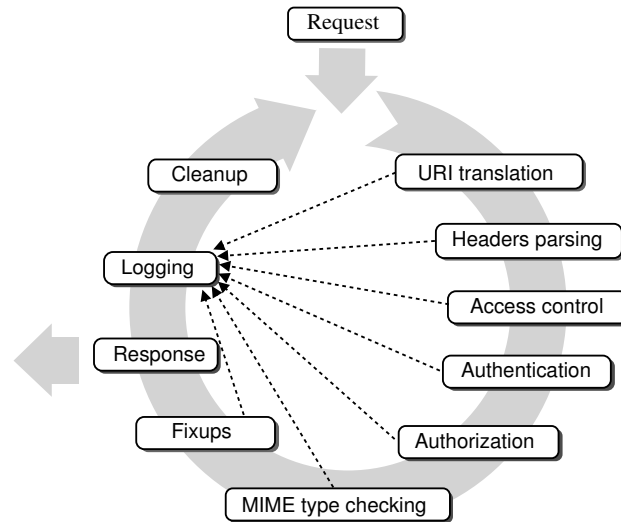 Request
URI translation
Headers parsing
Access control
Authentication
Authorization
MIME type checking
Fixups
Response
Logging
Cleanup